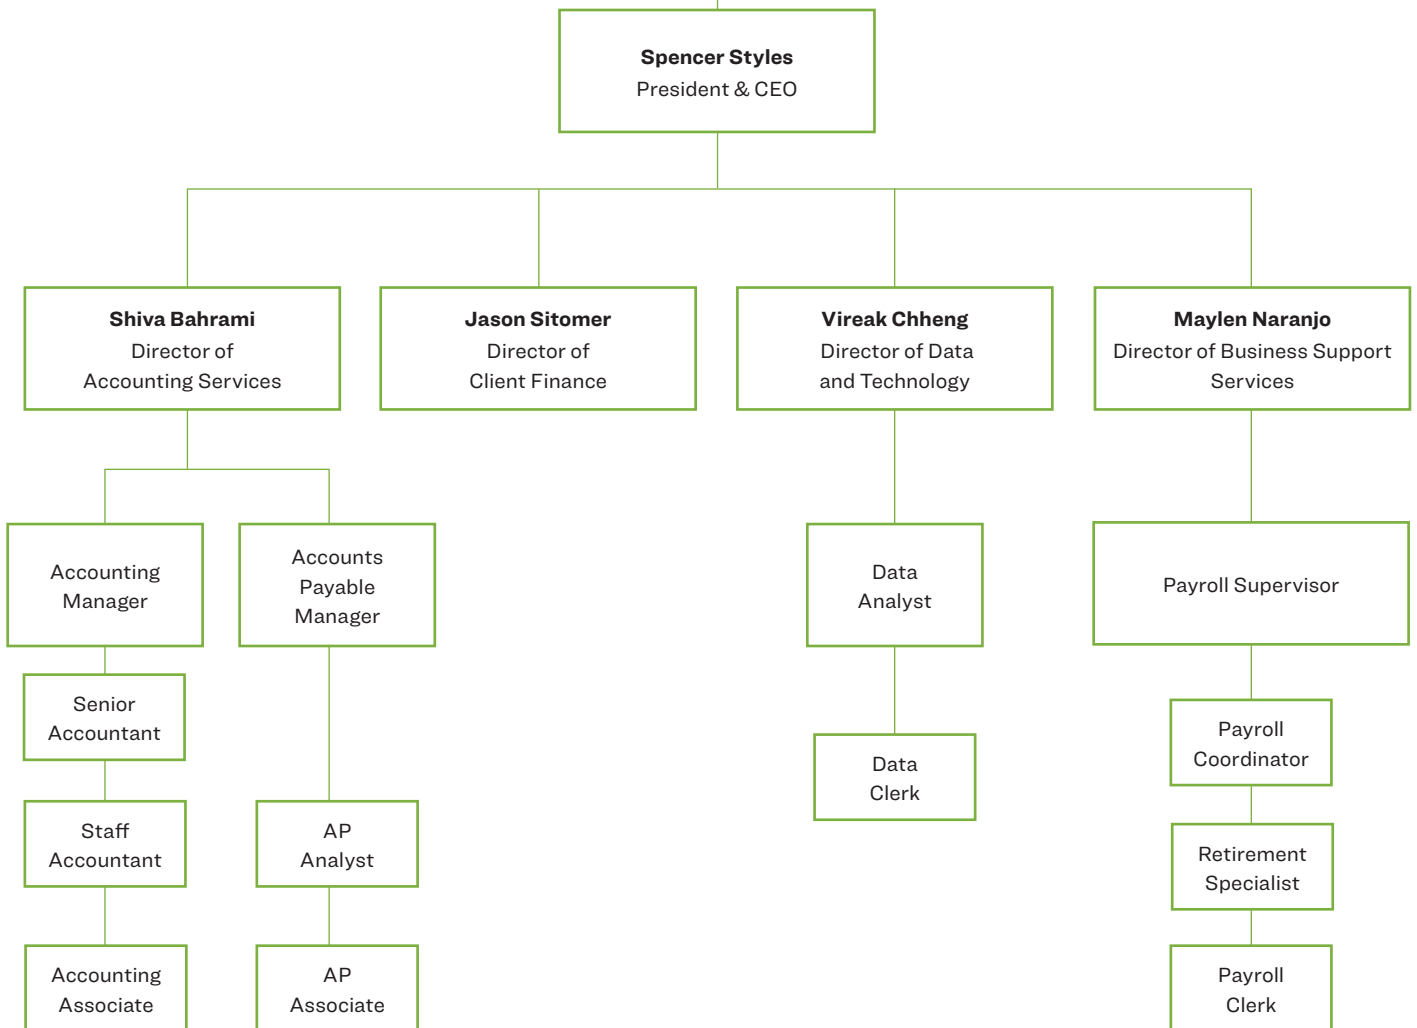 Spencer Styles
President & CEO
Shiva Bahrami
Director of
Accounting Services
Jason Sitomer
Director of
Client Finance
Vireak Chheng
Director of Data
and Technology
Maylen Naranjo
Director of Business Support
Services
Accounting
Manager
Accounts
Payable
Manager
Data
Analyst
Payroll Supervisor
Senior
Accountant
Payroll
Coordinator
Data
Clerk
Staff
Accountant
AP
Analyst
Retirement
Specialist
Accounting
Associate
AP
Associate
Payroll
Clerk